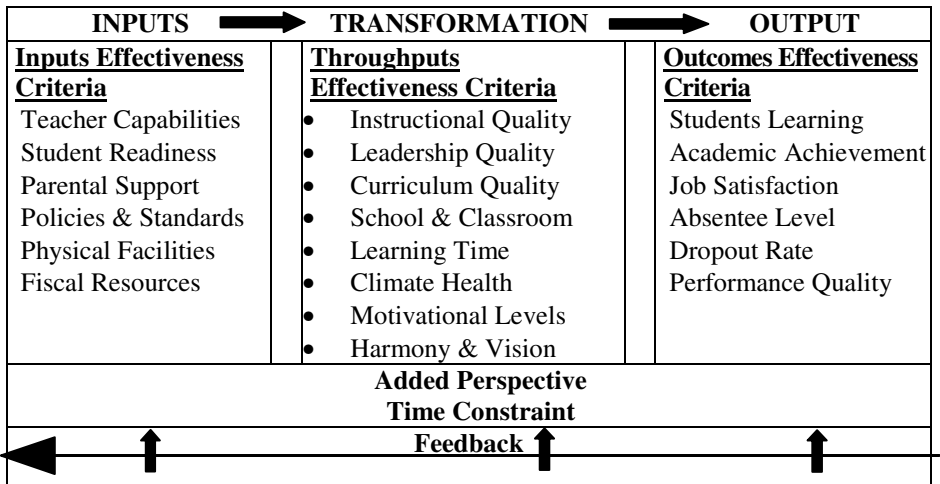 INPUTS TRANSFORMATION OUTPUT
Inputs Effectiveness
Criteria
Teacher Capabilities
Student Readiness
Parental Support
Policies & Standards
Physical Facilities
Fiscal Resources
Throughputs
Effectiveness Criteria
• Instructional Quality
• Leadership Quality
• Curriculum Quality
• School & Classroom
• Learning Time
• Climate Health
• Motivational Levels
• Harmony & Vision
Outcomes Effectiveness
Criteria
Students Learning
Academic Achievement
Job Satisfaction
Absentee Level
Dropout Rate
Performance Quality
Added Perspective
Time Constraint
Feedback